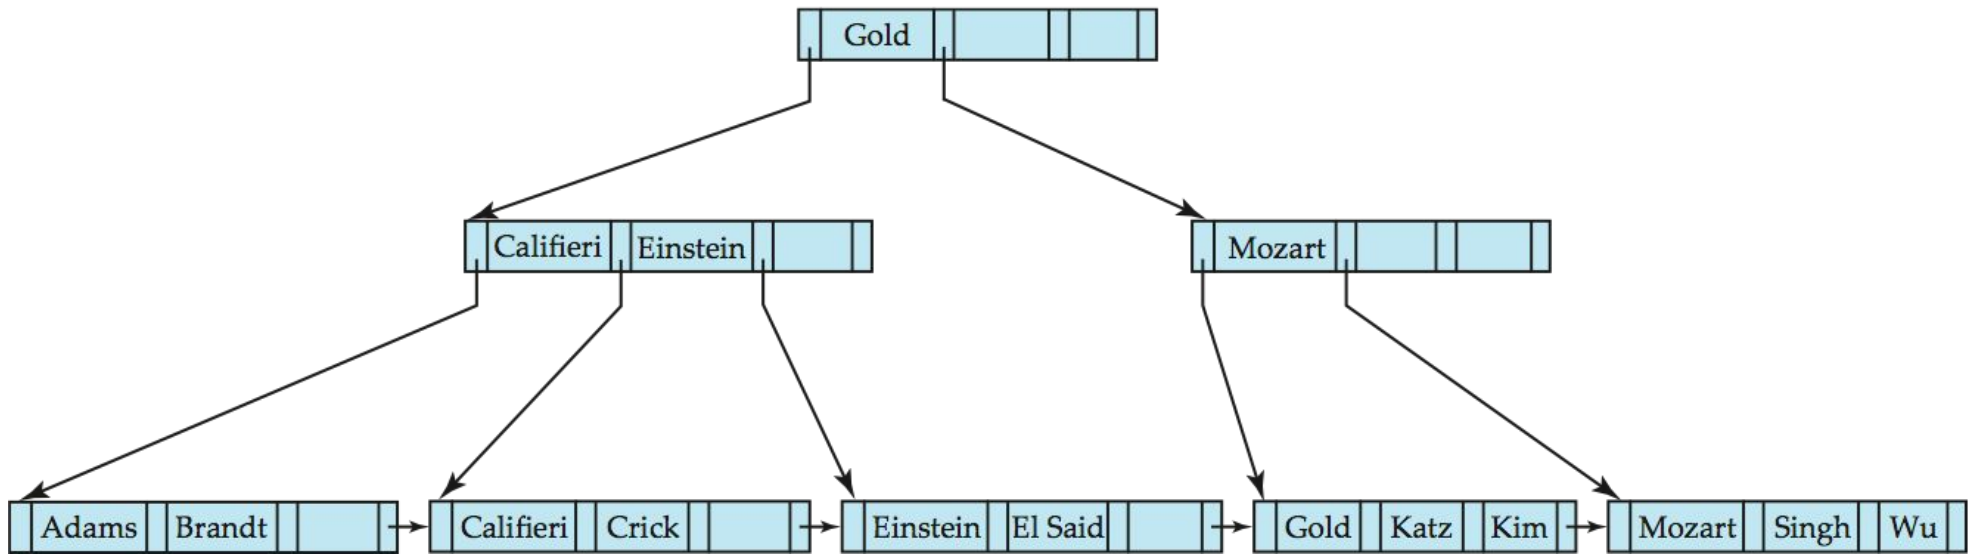 Gold
Califieri Einstein
Mozart
Adams Brandt
Califieri Crick
Einstein El Said
Gold Katz Kim
Mozart Singh Wu